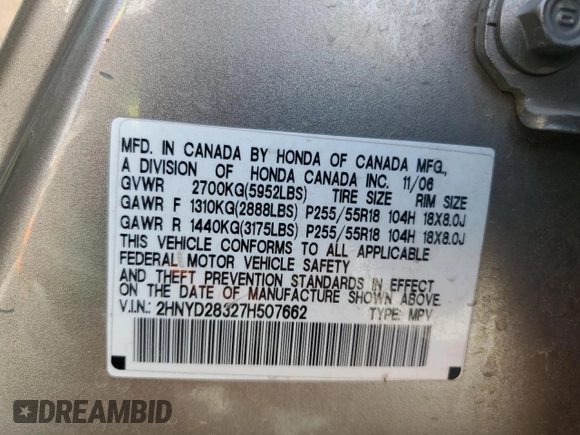 MFD. IN CANADA BY HONDA OF CANADA MFG.,
A DIVISION OF HONDA CANADA INC. 11/06
GVWR 2700KG(5952LBS) TIRE SIZE RIM SIZE
GAWR F 1310KG(2888LBS) P255/55R18 104H 18X8.0J
GAWR R 1440KG(3175LBS) P255/55R18 104H 18X8.0J
THIS VEHICLE CONFORMS TO ALL APPLICABLE
FEDERAL MOTOR VEHICLE SAFETY
AND THEFT PREVENTION STANDARDS IN EFFECT
ON THE DATE OF MANUFACTURE SHOWN ABOVE.
V.I.N.: 2HNYD28327H507662 TYPE: MPV
DREAMBID